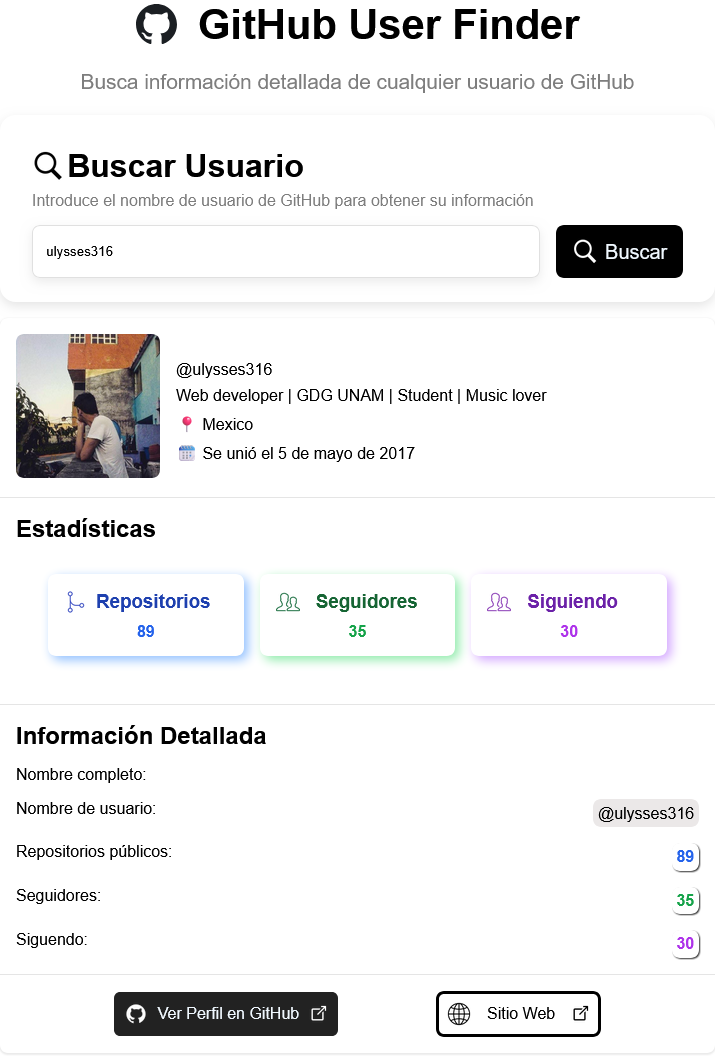 GitHub User Finder
Busca información detallada de cualquier usuario de GitHub
Buscar Usuario
Introduce el nombre de usuario de GitHub para obtener su información
ulysses316
Buscar
@ulysses316
Web developer | GDG UNAM | Student | Music lover
Mexico
Se unió el 5 de mayo de 2017
Estadísticas
Repositorios
89
Seguidores
35
Siguiendo
30
Información Detallada
Nombre completo:
Nombre de usuario:
@ulysses316
Repositorios públicos:
89
Seguidores:
35
Siguendo:
30
Ver Perfil en GitHub
Sitio Web